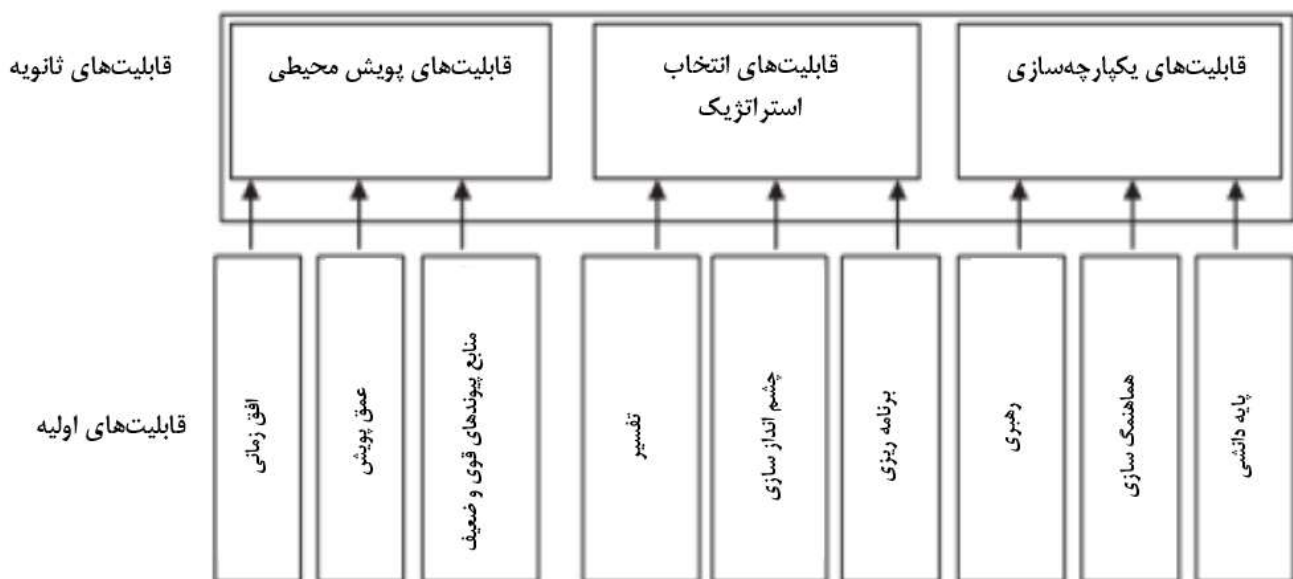 قابلیت‌های ثانویه
قابلیت‌های یکپارچه‌سازی
قابلیت‌های انتخاب
استراتژیک
قابلیت‌های پویش محیطی
قابلیت‌های اولیه
پایه دانشی
هماهنمگ سازی
رهبری
برنامه ریزی
چشم انداز سازی
تفسیر
منابع پیوندهای قوی و ضعیف
عمق پویش
افق زمانی